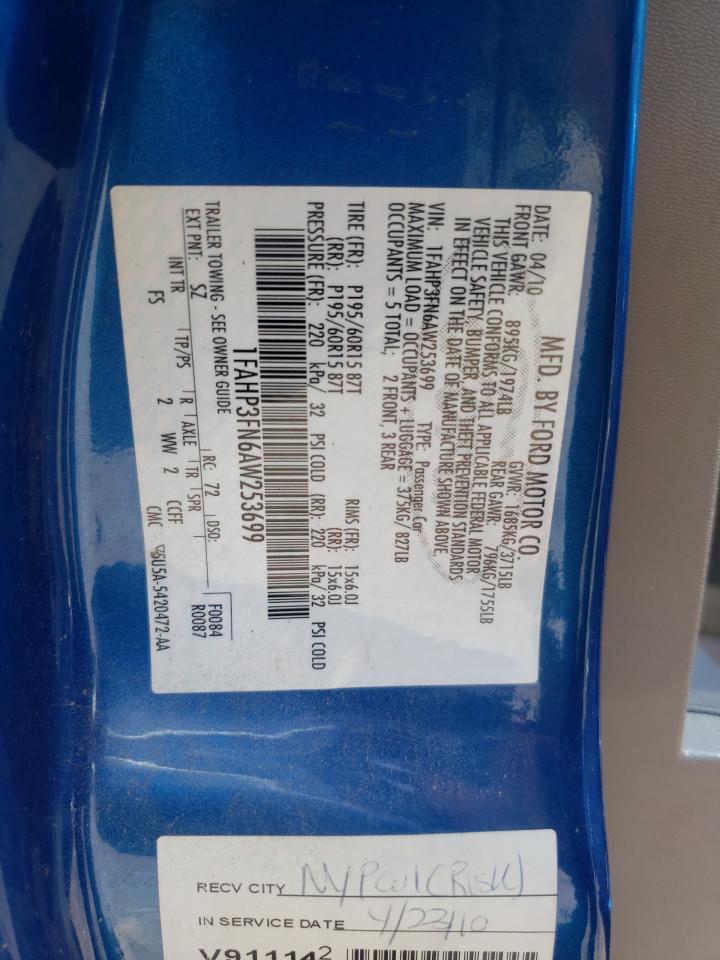 MFD. BY FORD MOTOR CO.
DATE: 04/10 GVWR: 1685KG/3715LB
FRONT GAWR: 895KG/1974LB REAR GAWR: 796KG/1755LB
THIS VEHICLE CONFORMS TO ALL APPLICABLE FEDERAL MOTOR
VEHICLE SAFETY, BUMPER, AND THEFT PREVENTION STANDARDS
IN EFFECT ON THE DATE OF MANUFACTURE SHOWN ABOVE.
VIN: 1FAHP3FN6AW253699 TYPE: Passenger Car
MAXIMUM LOAD = OCCUPANTS + LUGGAGE = 375KG/ 827LB
OCCUPANTS = 5 TOTAL; 2 FRONT, 3 REAR
TIRE (FR): P195/60R15 87T RIMS (FR): 15x6.0J
(RR): P195/60R15 87T (RR): 15x6.0J
PRESSURE (FR): 220 kPa/ 32 PSI COLD (RR): 220 kPa/32 PSI COLD
1FAHP3FN6AW253699
TRAILER TOWING - SEE OWNER GUIDE
F0084
EXT PNT: SZ RC: 72 DSO: R0087
INT TR TP/PS R AXLE TR SPR
FS 2 WW 2 CCFF
CMC 6U5A-5420472-AA
RECV CITY
IN SERVICE DATE 4/23/10
V911142